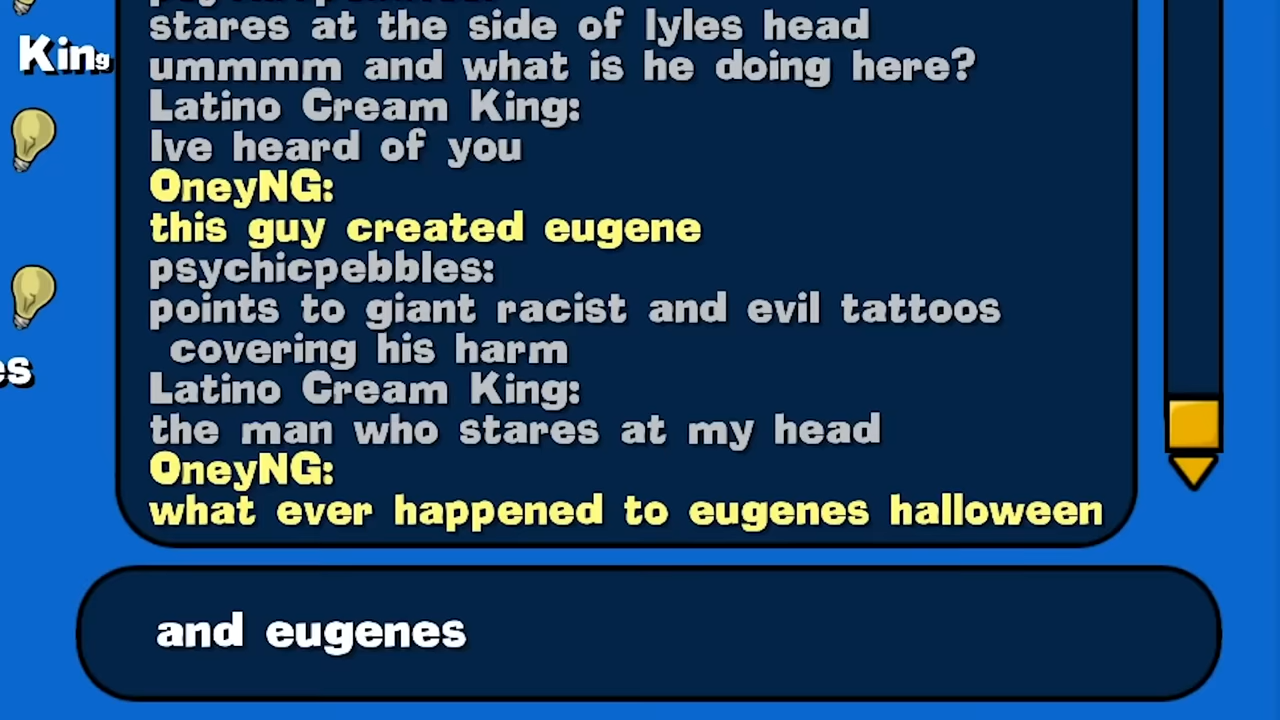 stares at the side of lyles head
King
ummmm and what is he doing here?
Latino Cream King:
Ive heard of you
OneyNG:
this guy created eugene
psychicpebbles:
points to giant racist and evil tattoos
covering his harm
es
Latino Cream King:
the man who stares at my head
OneyNG:
what ever happened to eugenes halloween
and eugenes